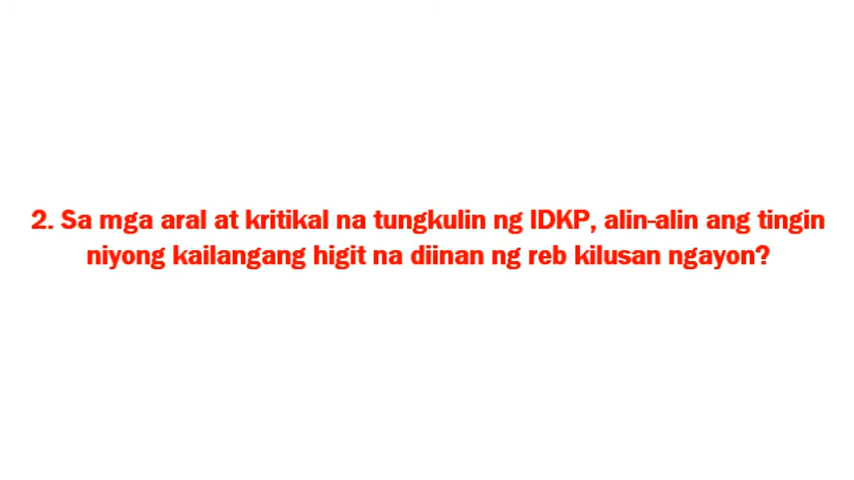 2. Sa mga aral at kritikal na tungkulin ng IDKP, alin-alin ang tingin
niyong kailangang higit na diinan ng reb kilusan ngayon?